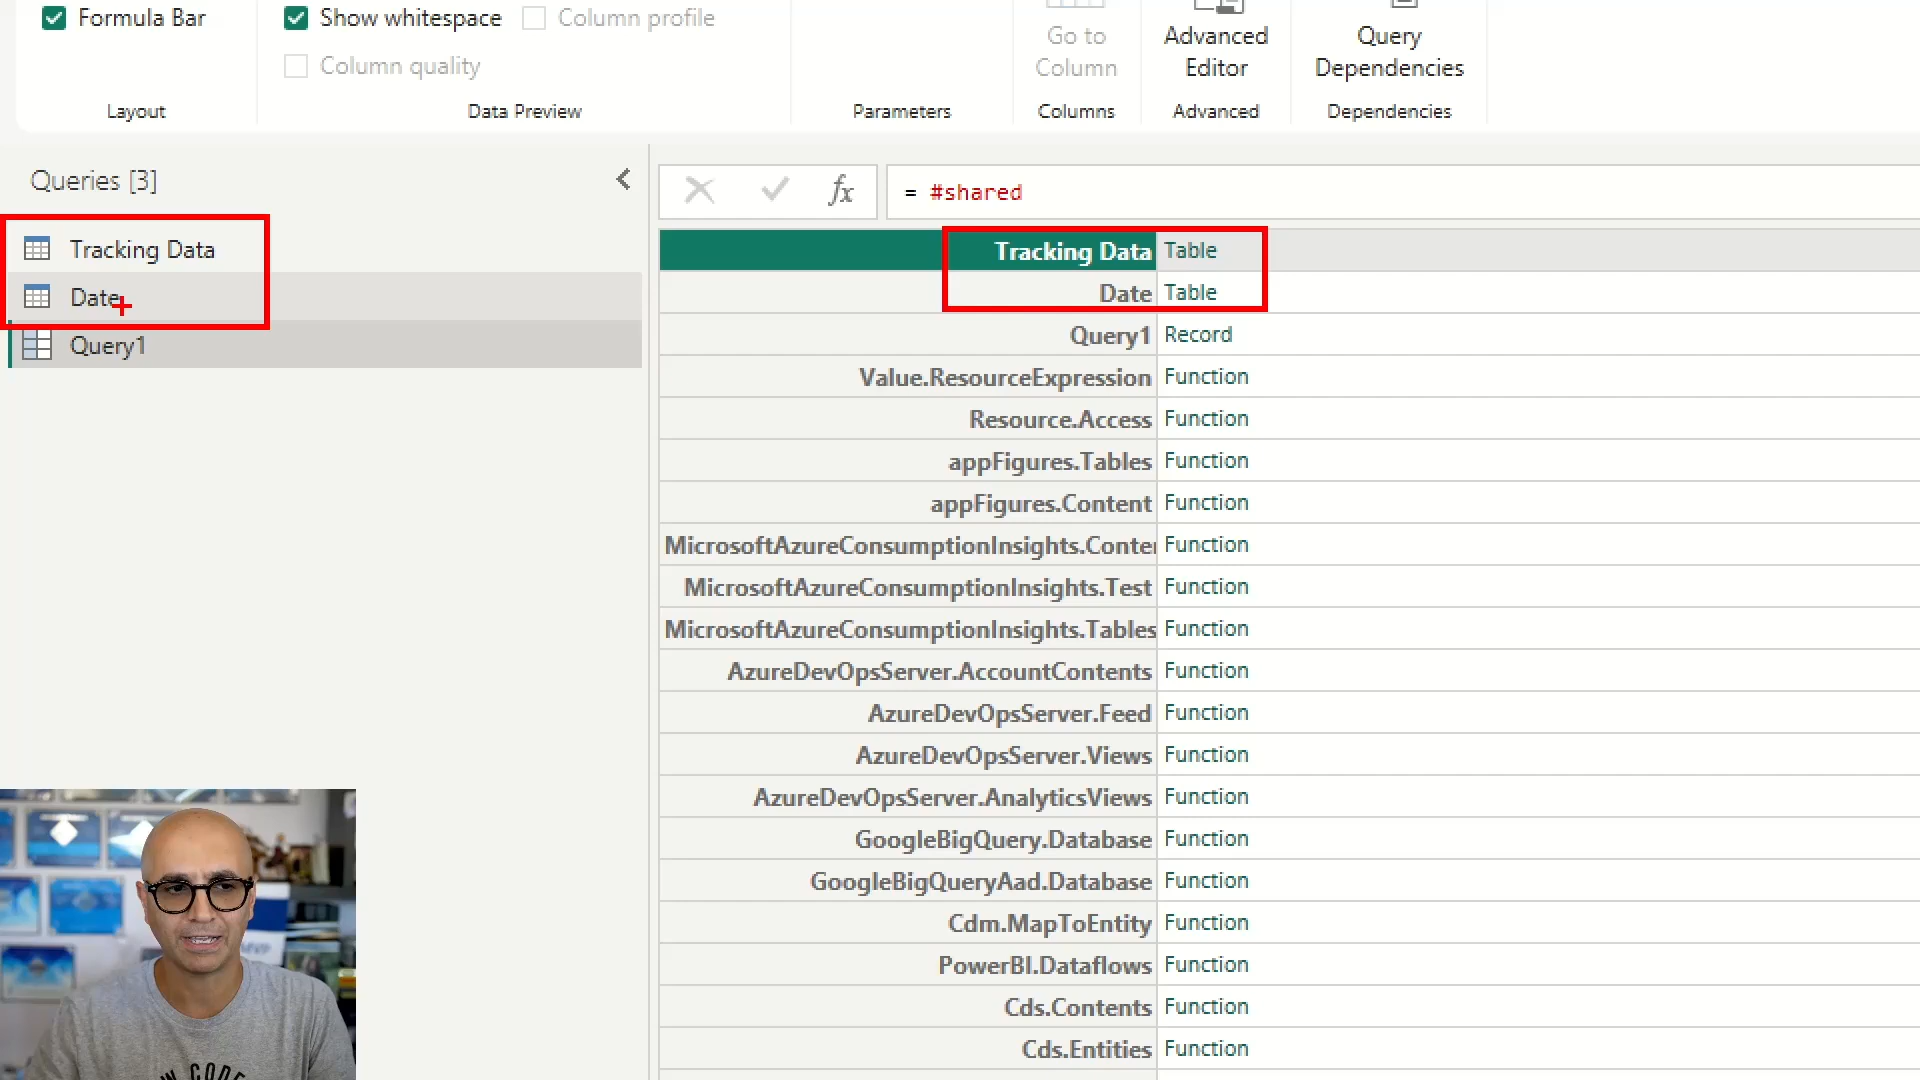 Formula Bar
Show whitespace
Column profile
Column quality
Go to
Column
Advanced
Editor
Query
Dependencies
Layout
Data Preview
Parameters
Columns
Advanced
Dependencies
Queries [3]
fx
= #shared
Tracking Data
Date
Query1
Tracking Data Table
Date Table
Query1 Record
Value.ResourceExpression Function
Resource.Access Function
appFigures.Tables Function
appFigures.Content Function
MicrosoftAzureConsumptionInsights.Conte Function
MicrosoftAzureConsumptionInsights.Test Function
MicrosoftAzureConsumptionInsights.Tables Function
AzureDevOpsServer.AccountContents Function
AzureDevOpsServer.Feed Function
AzureDevOpsServer.Views Function
AzureDevOpsServer.AnalyticsViews Function
GoogleBigQuery.Database Function
GoogleBigQueryAad.Database Function
Cdm.MapToEntity Function
PowerBI.Dataflows Function
Cds.Contents Function
Cds.Entities Function